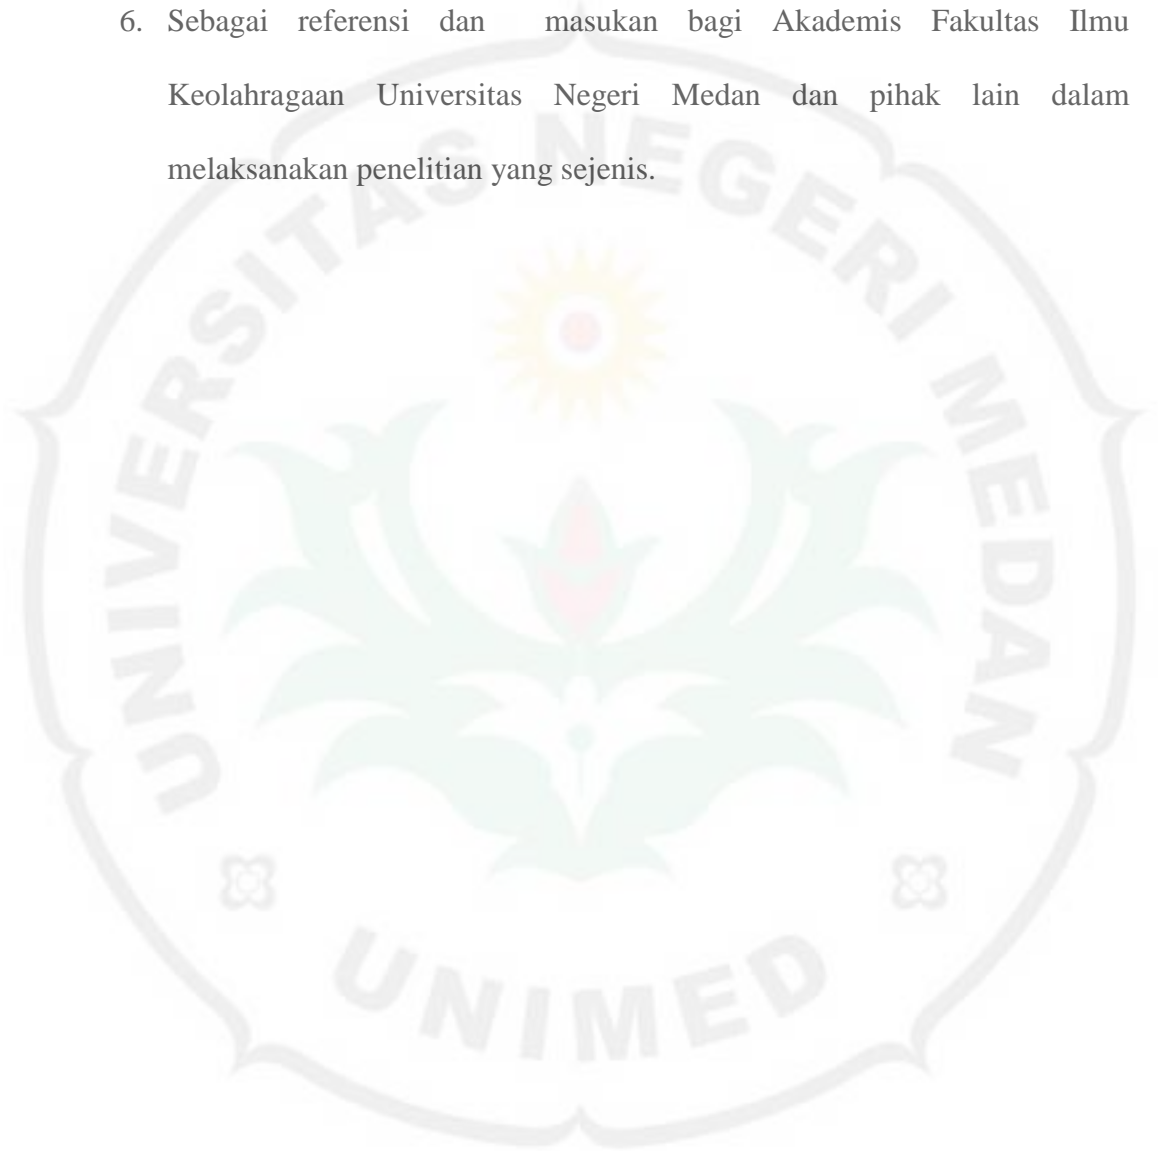 6. Sebagai referensi dan masukan bagi Akademis Fakultas Ilmu
Keolahragaan Universitas Negeri Medan dan pihak lain dalam
melaksanakan penelitian yang sejenis.
UNIVERSITAS NEGERI MEDAN
UNIMED